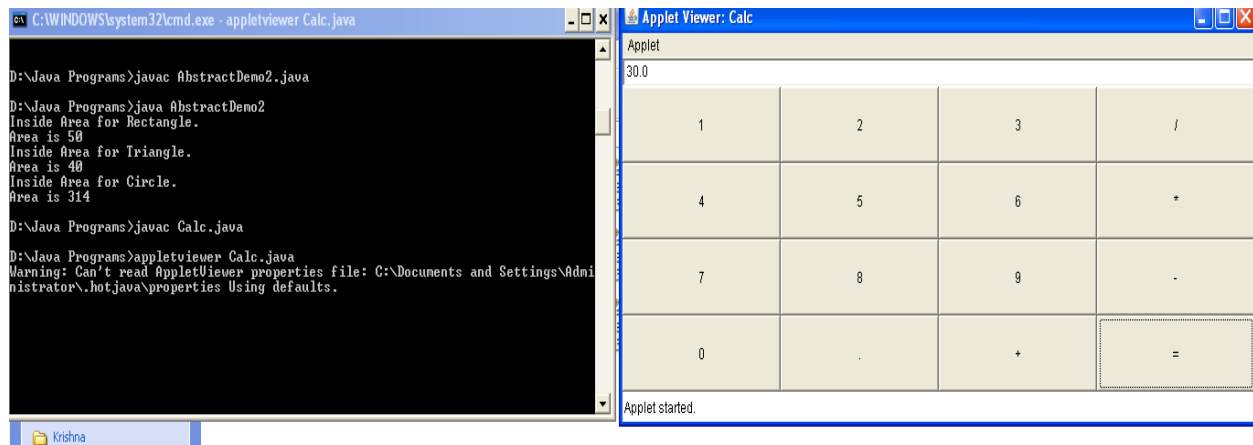 C:\WINDOWS\system32\cmd.exe - appletviewer Calc.java
D:\Java Programs>javac AbstractDemo2.java
D:\Java Programs>java AbstractDemo2
Inside Area for Rectangle.
Area is 50
Inside Area for Triangle.
Area is 40
Inside Area for Circle.
Area is 314
D:\Java Programs>javac Calc.java
D:\Java Programs>appletviewer Calc.java
Warning: Can't read AppletViewer properties file: C:\Documents and Settings\Admi
nistrator\.hotjava\properties Using defaults.
Krishna
Applet Viewer: Calc
Applet
30.0
1 2 3 /
4 5 6 *
7 8 9 -
0 . + =
Applet started.